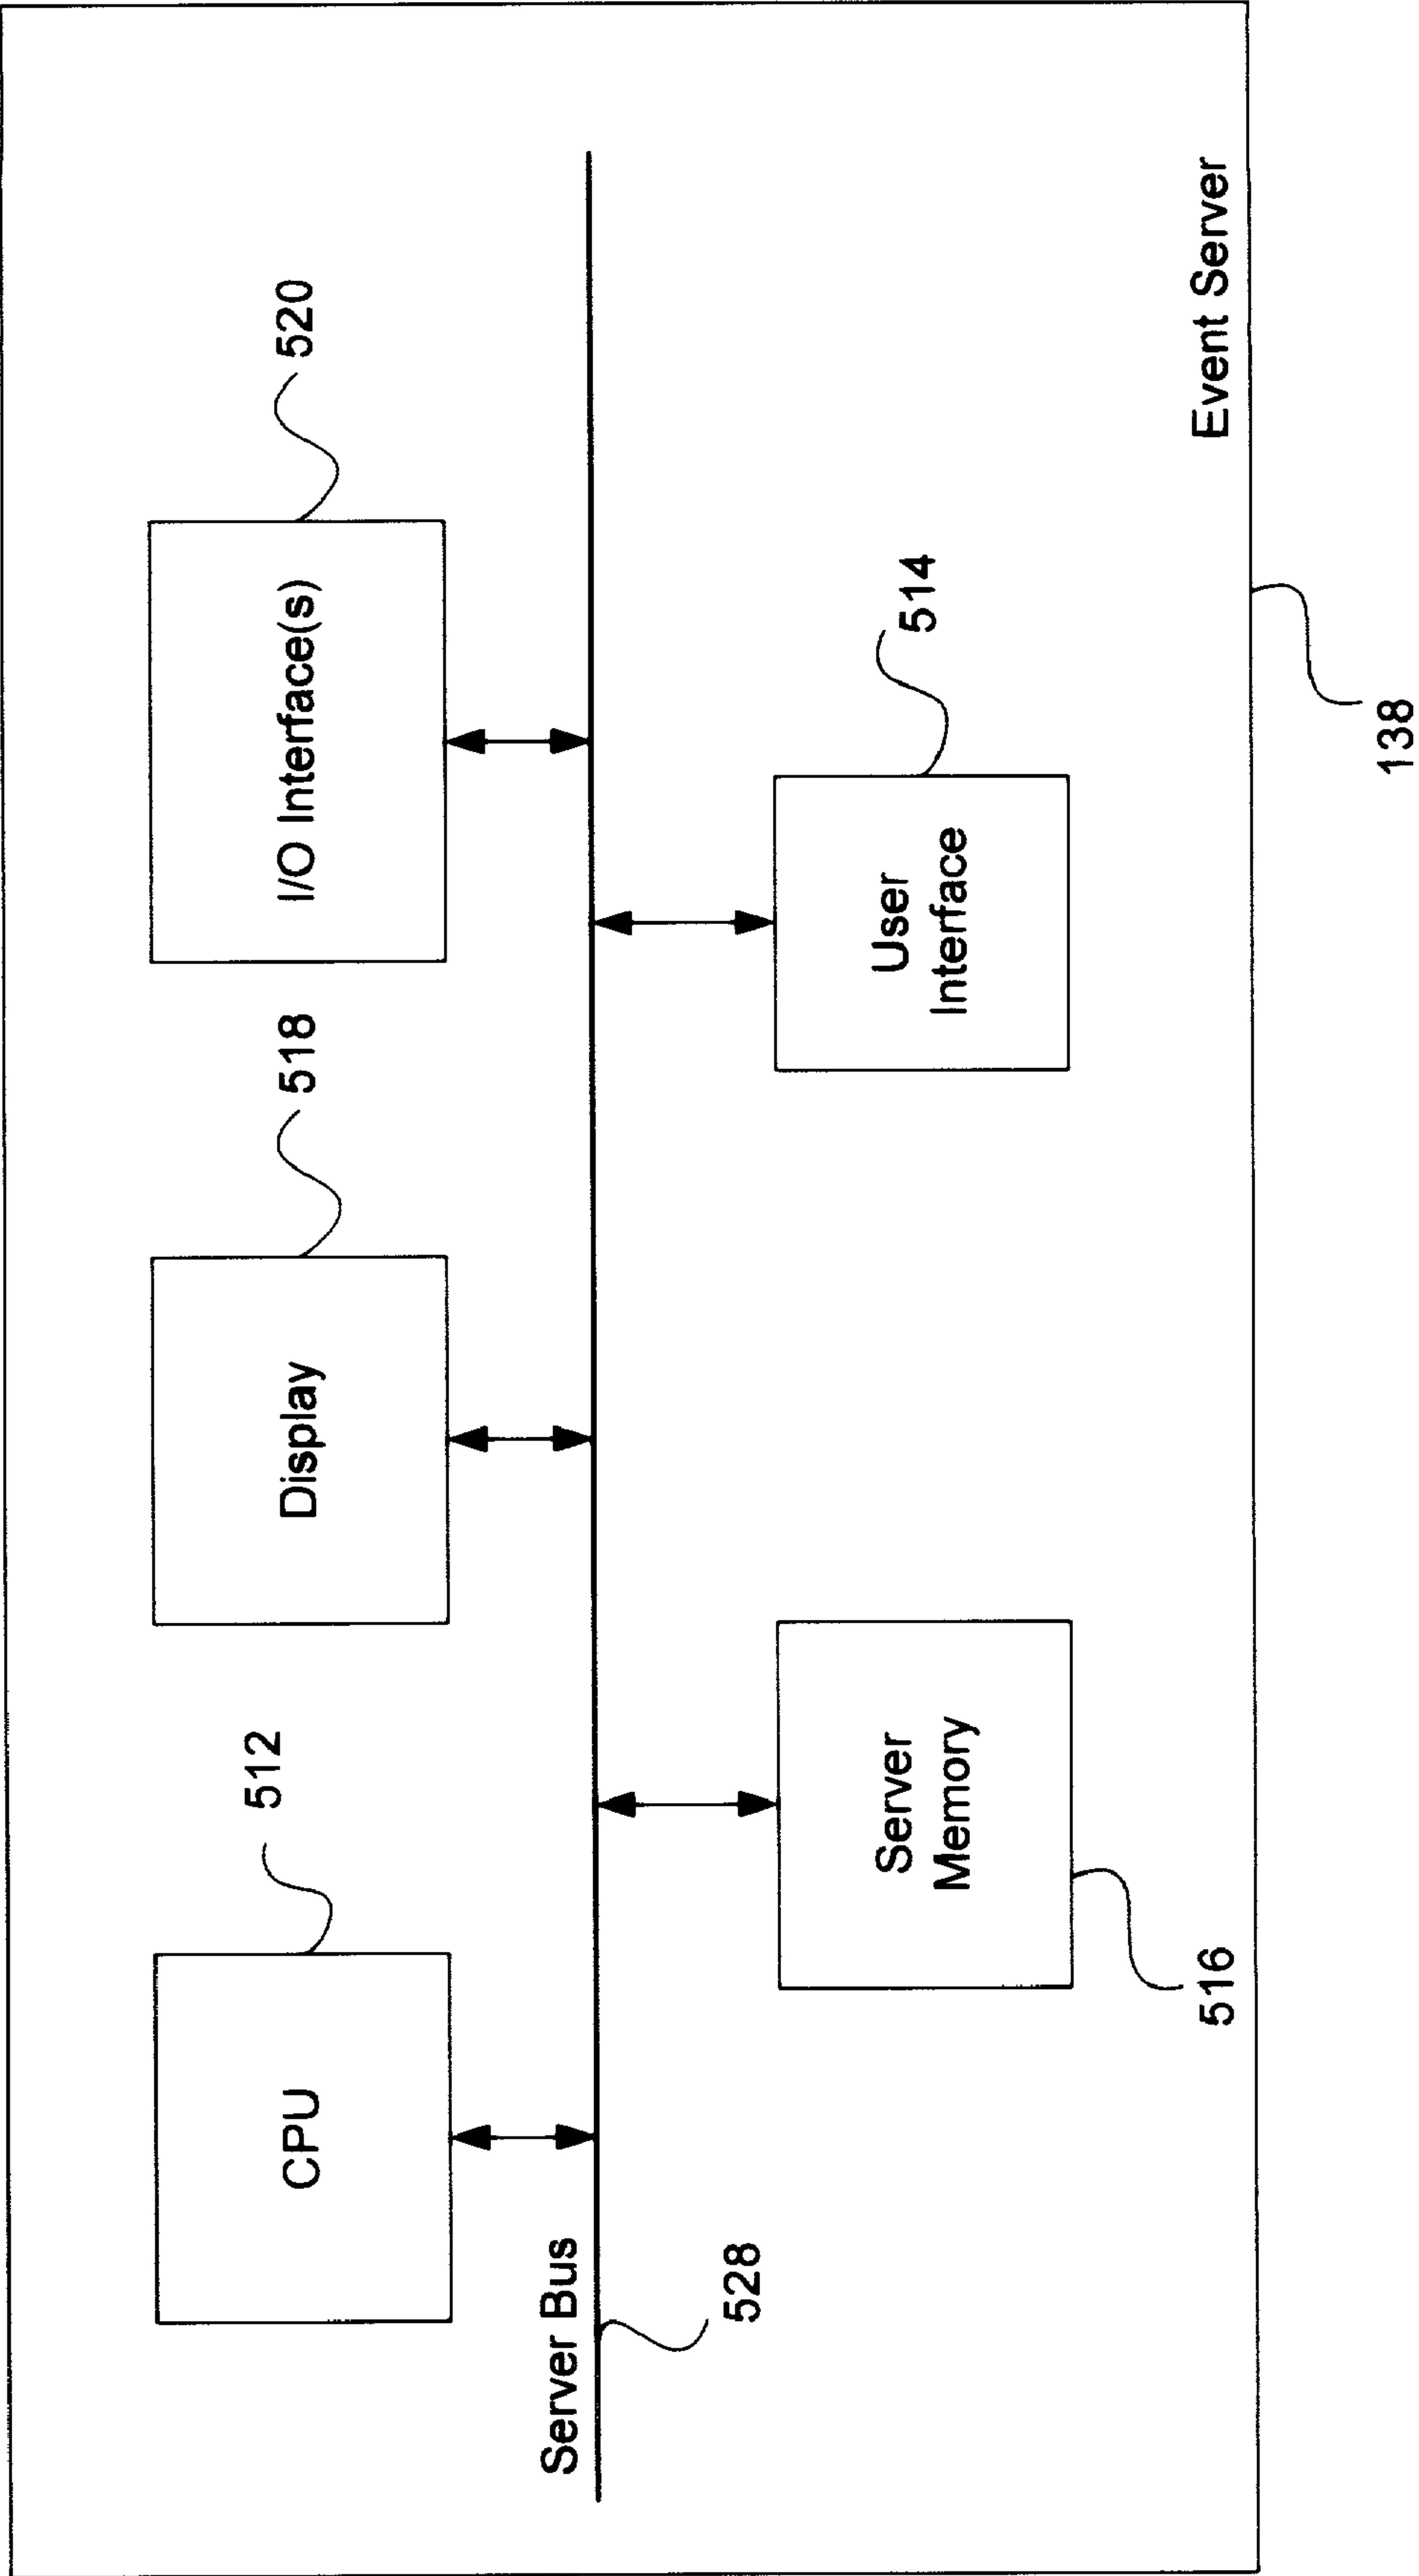 512
518
520
CPU
Display
I/O Interface(s)
Server Bus
528
Server
Memory
User
Interface
514
516
Event Server
138